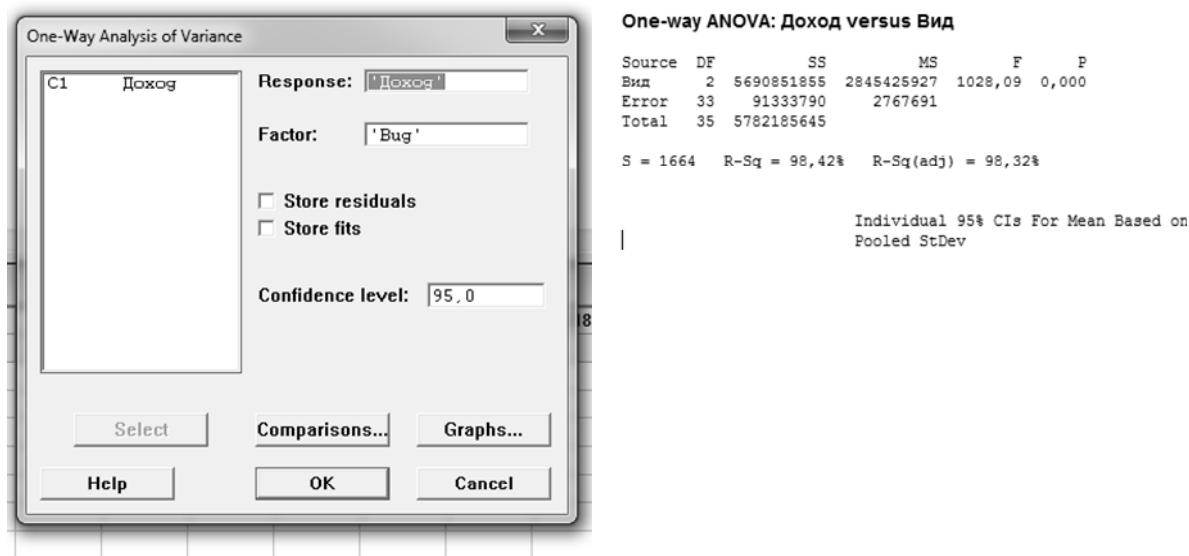 One-Way Analysis of Variance
x
C1 Доход
Response: 'Доход'
Factor: 'Вид'
Store residuals
Store fits
Confidence level: 95,0
Select
Comparisons...
Graphs...
Help
OK
Cancel
18
One-way ANOVA: Доход versus Вид
Source DF SS MS F P
Вид 2 5690851855 2845425927 1028,09 0,000
Error 33 91333790 2767691
Total 35 5782185645
S = 1664 R-Sq = 98,42% R-Sq(adj) = 98,32%
Individual 95% CIs For Mean Based on
Pooled StDev